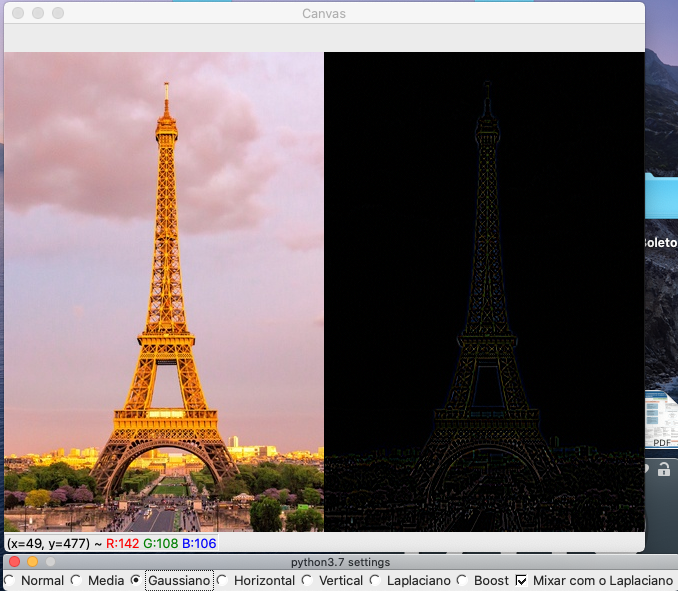 Canvas
Boleto
PDF
(x=49, y=477) ~ R:142 G:108 B:106
python3.7 settings
Normal Media Gaussiano Horizontal Vertical Laplaciano Boost Mixar com o Laplaciano